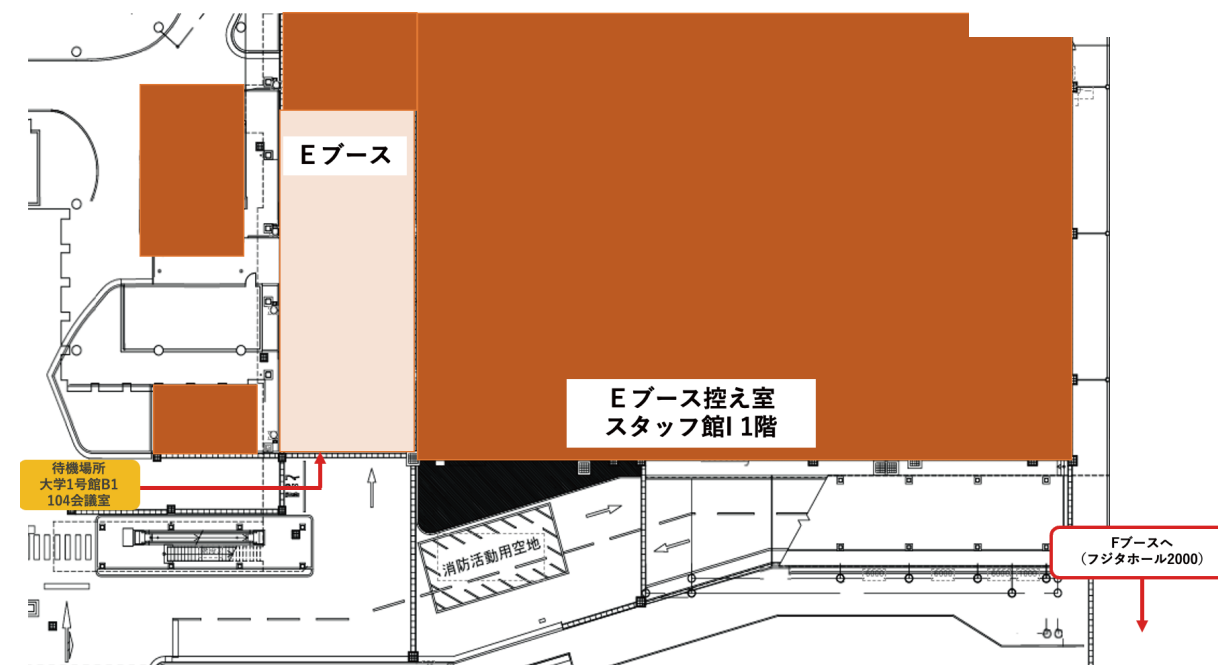 Eブース
Eブース控え室
スタッフ館I 1階
待機場所
大学1号館B1
104会議室
消防活動用空地
Fブースへ
（フジタホール2000）